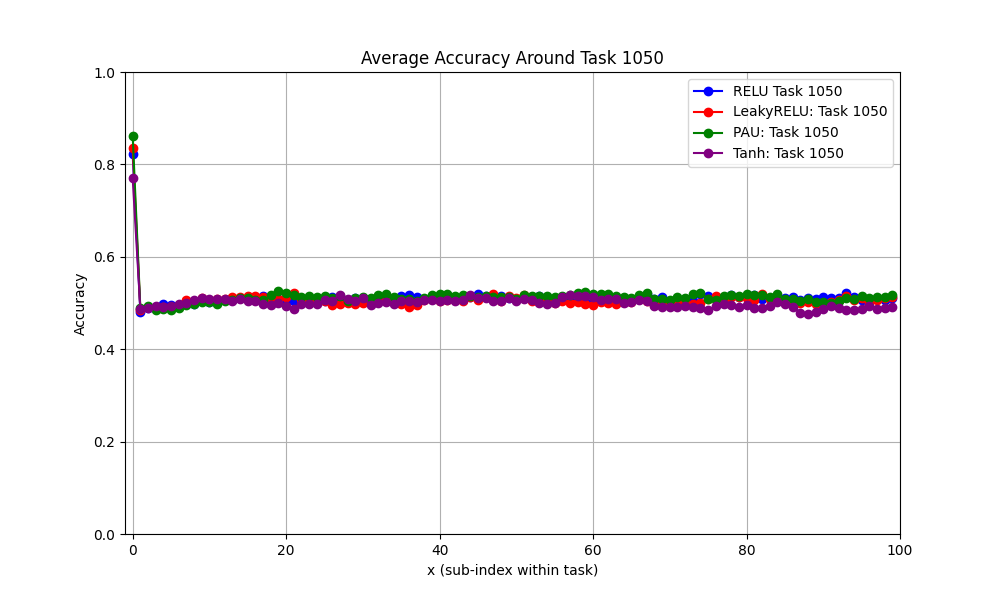 Average Accuracy Around Task 1050
1.0
0.8
0.6
0.4
0.2
0.0
Accuracy
RELU Task 1050
LeakyRELU: Task 1050
PAU: Task 1050
Tanh: Task 1050
0 20 40 60 80 100
x (sub-index within task)